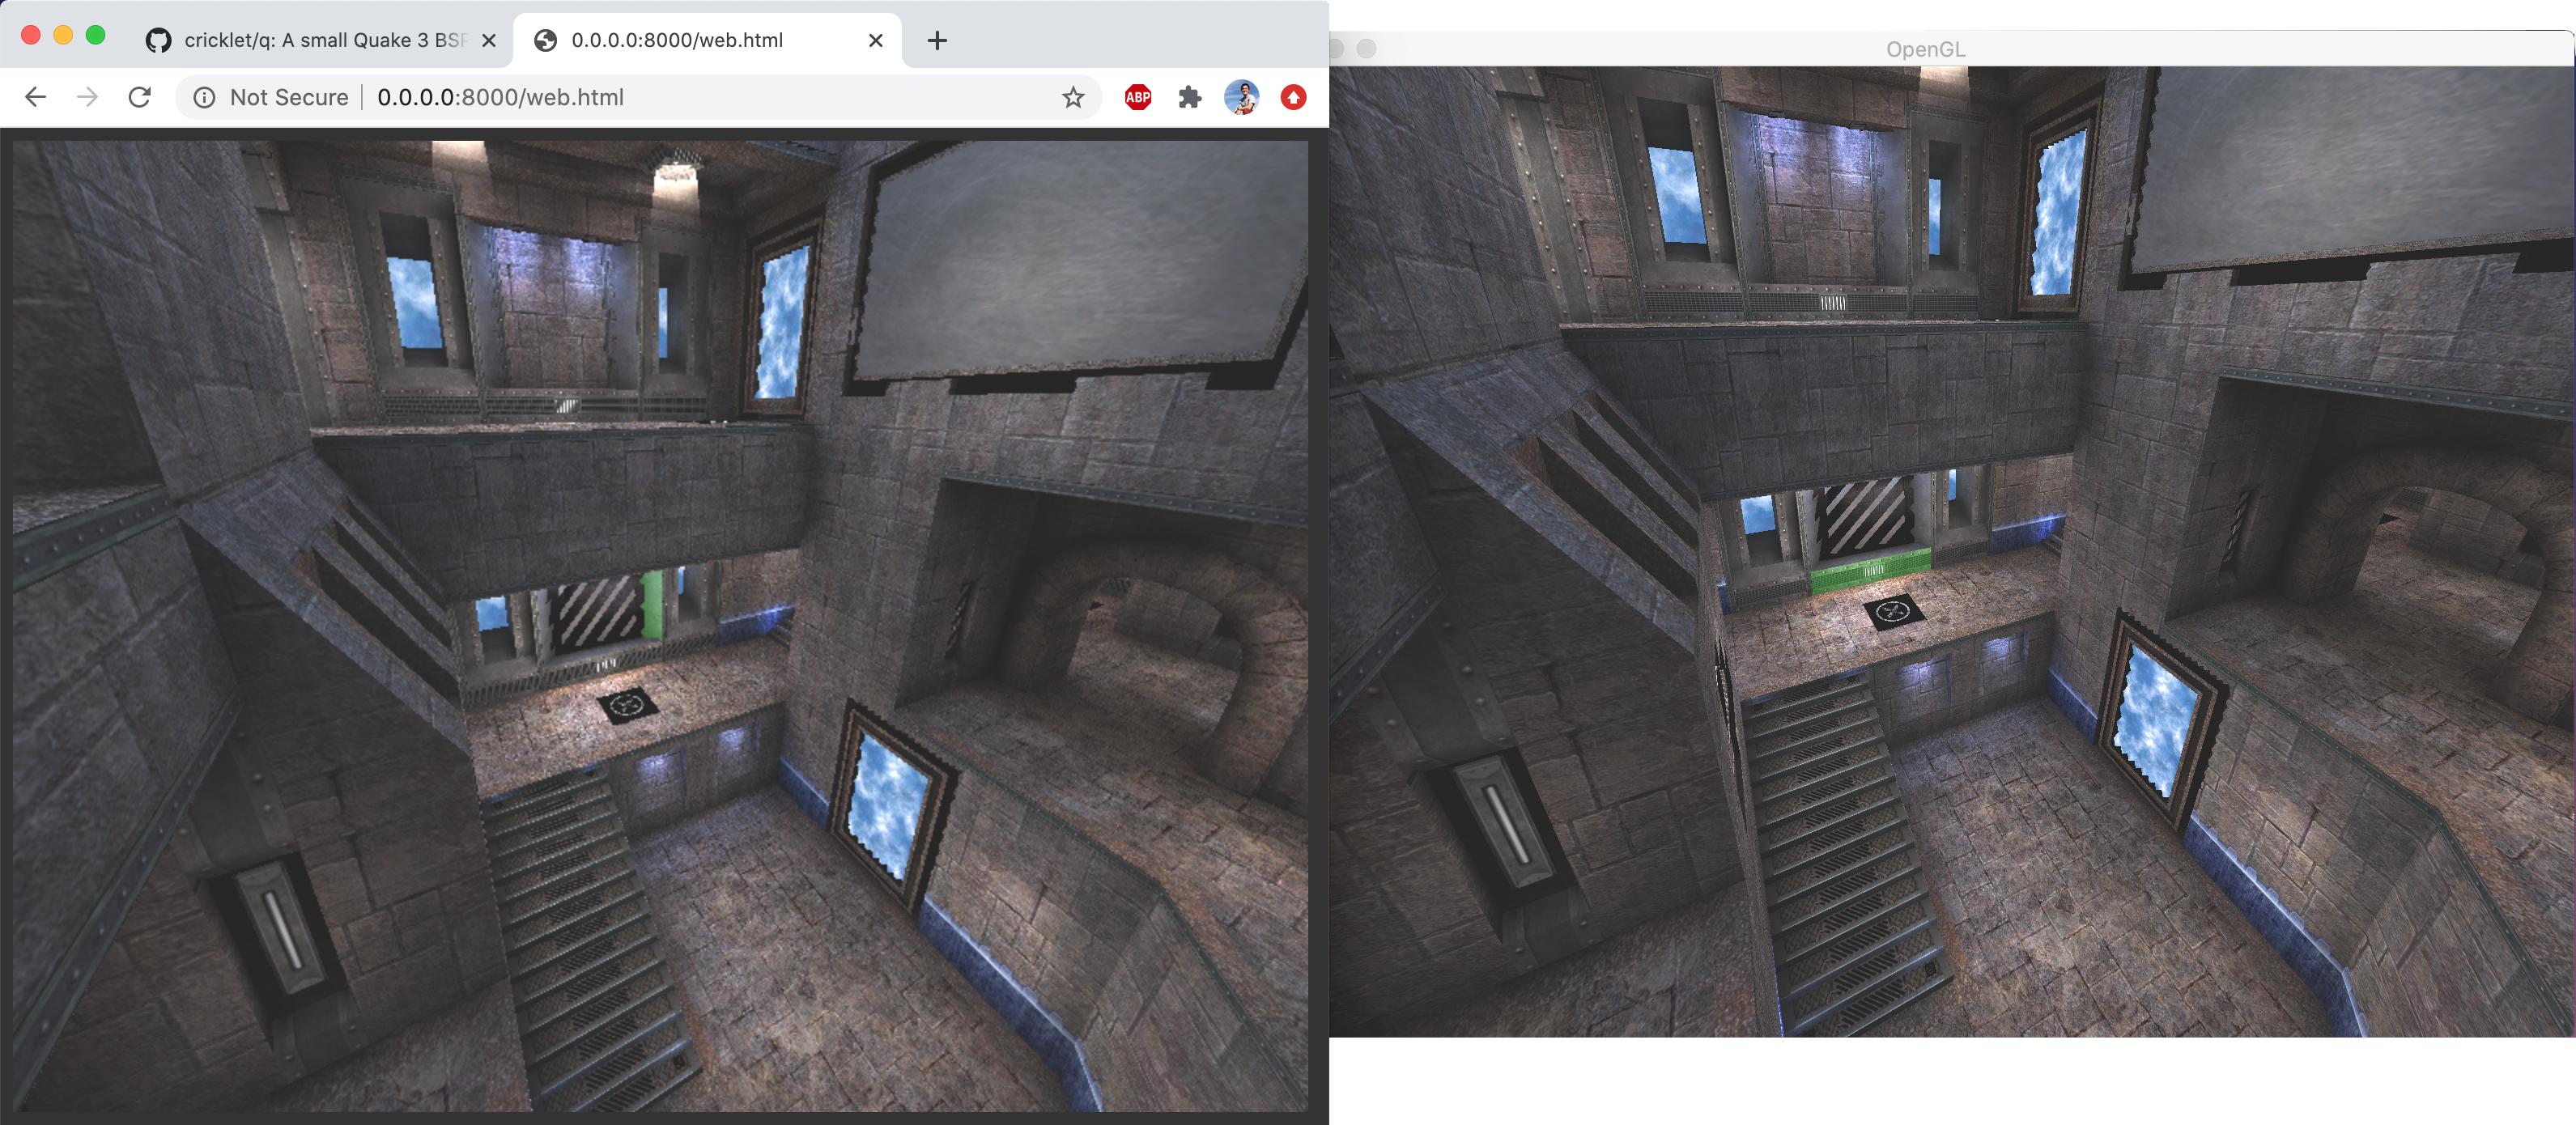 cricklet/q: A small Quake 3 BSP
0.0.0.0:8000/web.html
OpenGL
Not Secure
0.0.0.0:8000/web.html
ABP